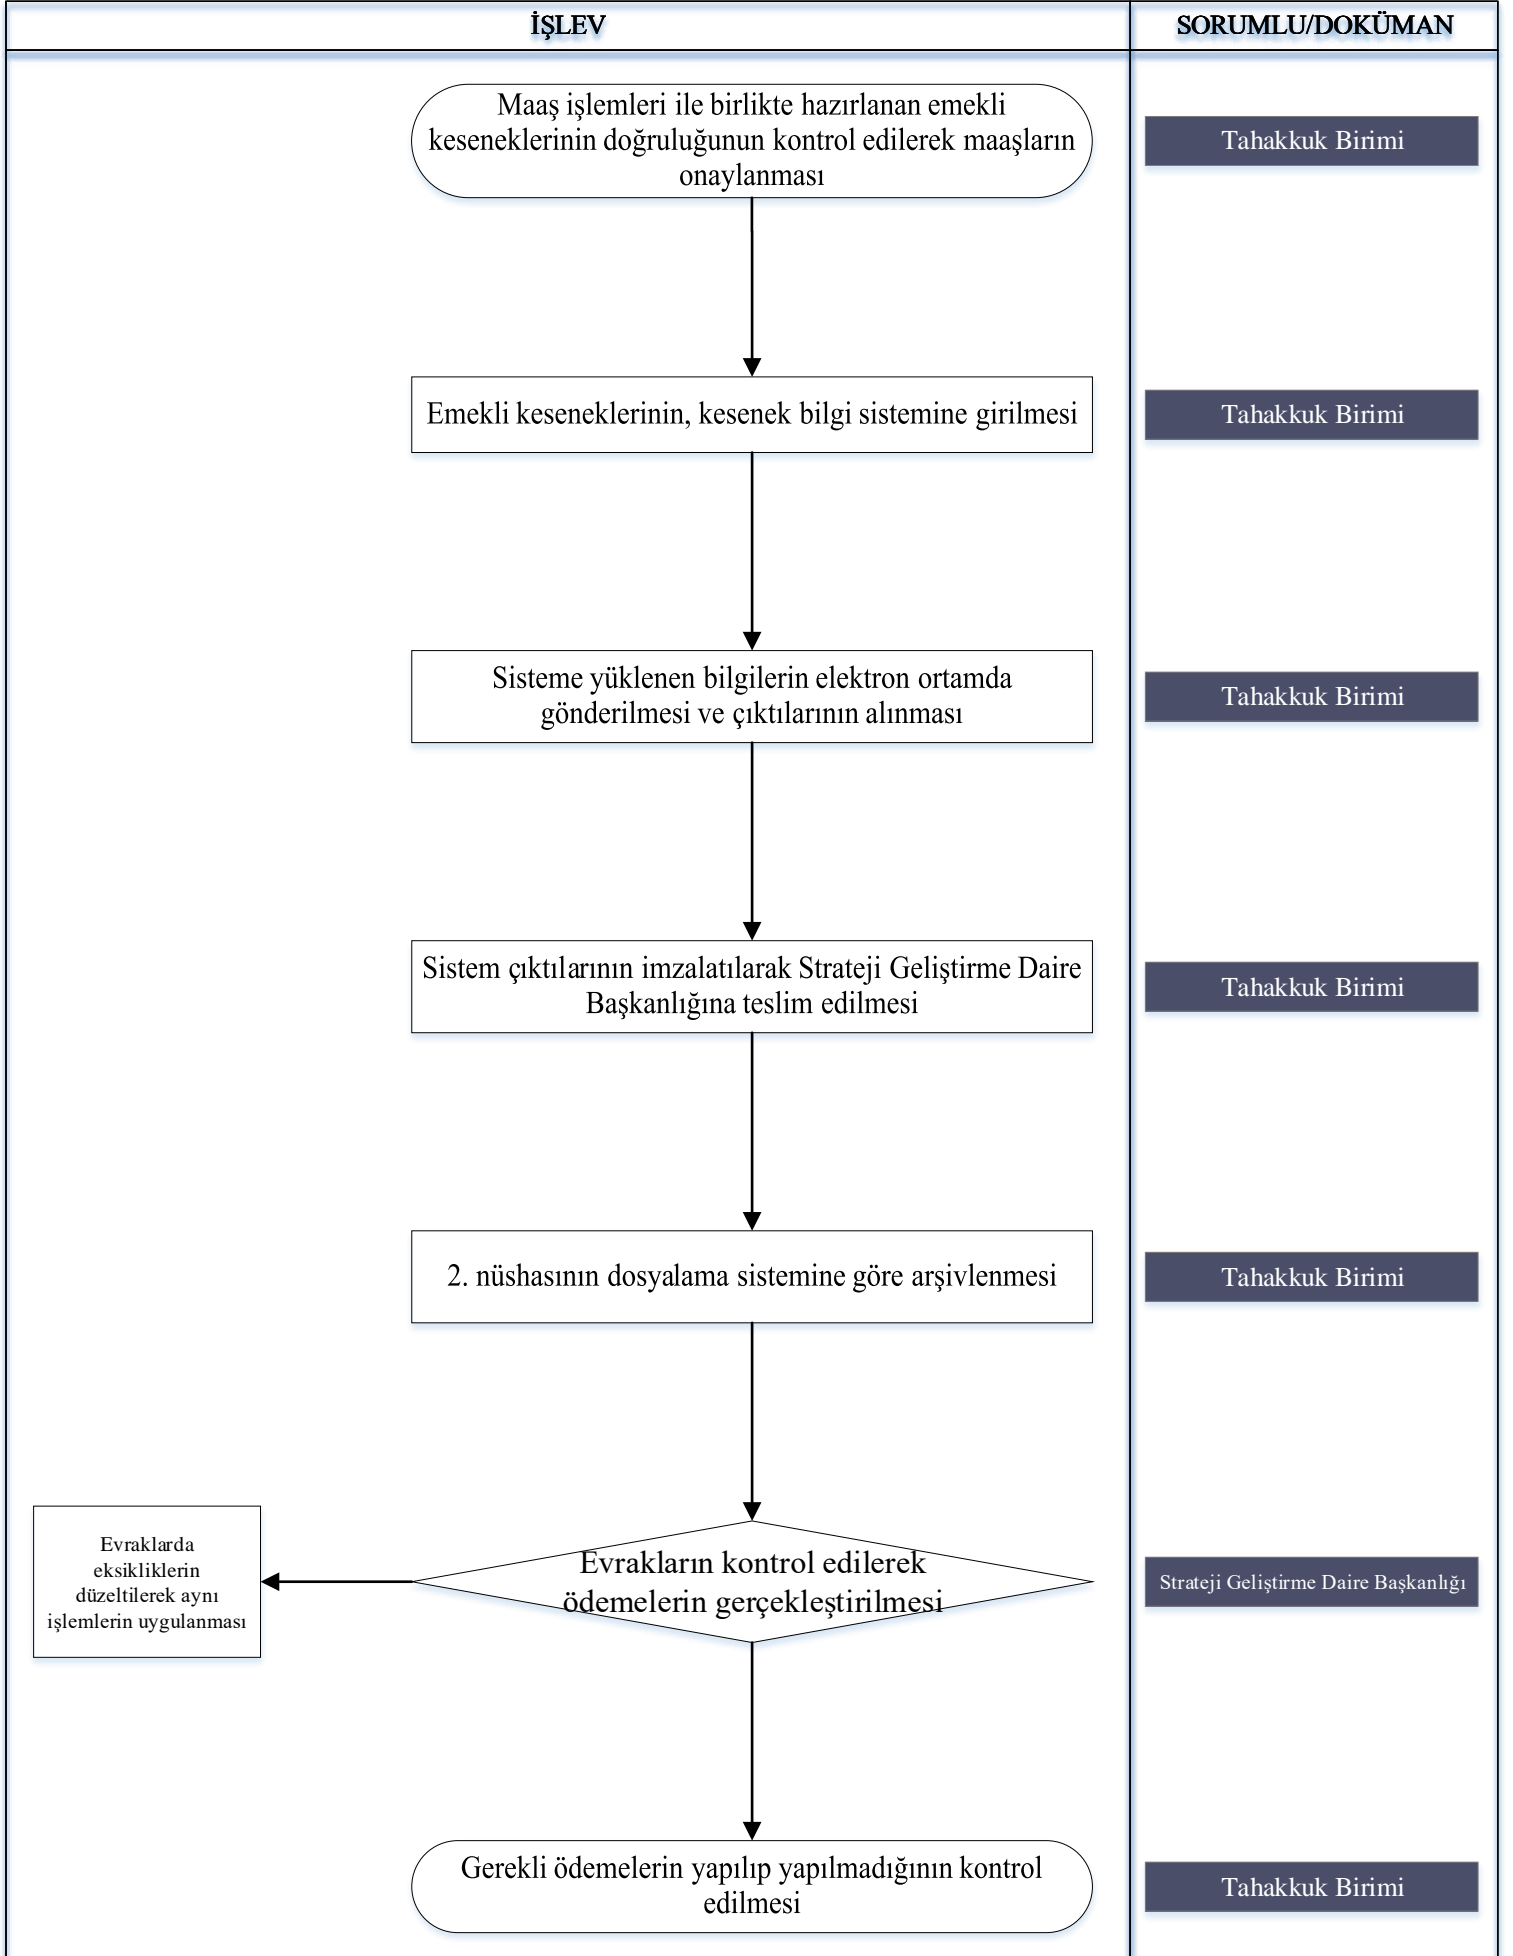 İŞLEV
SORUMLU/DOKÜMAN
Maaş işlemleri ile birlikte hazırlanan emekli
keseneklerinin doğruluğunun kontrol edilerek maaşların
onaylanması
Tahakkuk Birimi
Emekli keseneklerinin, kesenek bilgi sistemine girilmesi
Tahakkuk Birimi
Sisteme yüklenen bilgilerin elektron ortamda
gönderilmesi ve çıktılarının alınması
Tahakkuk Birimi
Sistem çıktılarının imzalatılarak Strateji Geliştirme Daire
Başkanlığına teslim edilmesi
Tahakkuk Birimi
2. nüshasının dosyalama sistemine göre arşivlenmesi
Tahakkuk Birimi
Evraklarda
eksikliklerin
düzeltilerek aynı
işlemlerin uygulanması
Evrakların kontrol edilerek
ödemelerin gerçekleştirilmesi
Strateji Geliştirme Daire Başkanlığı
Gerekli ödemelerin yapılıp yapılmadığının kontrol
edilmesi
Tahakkuk Birimi